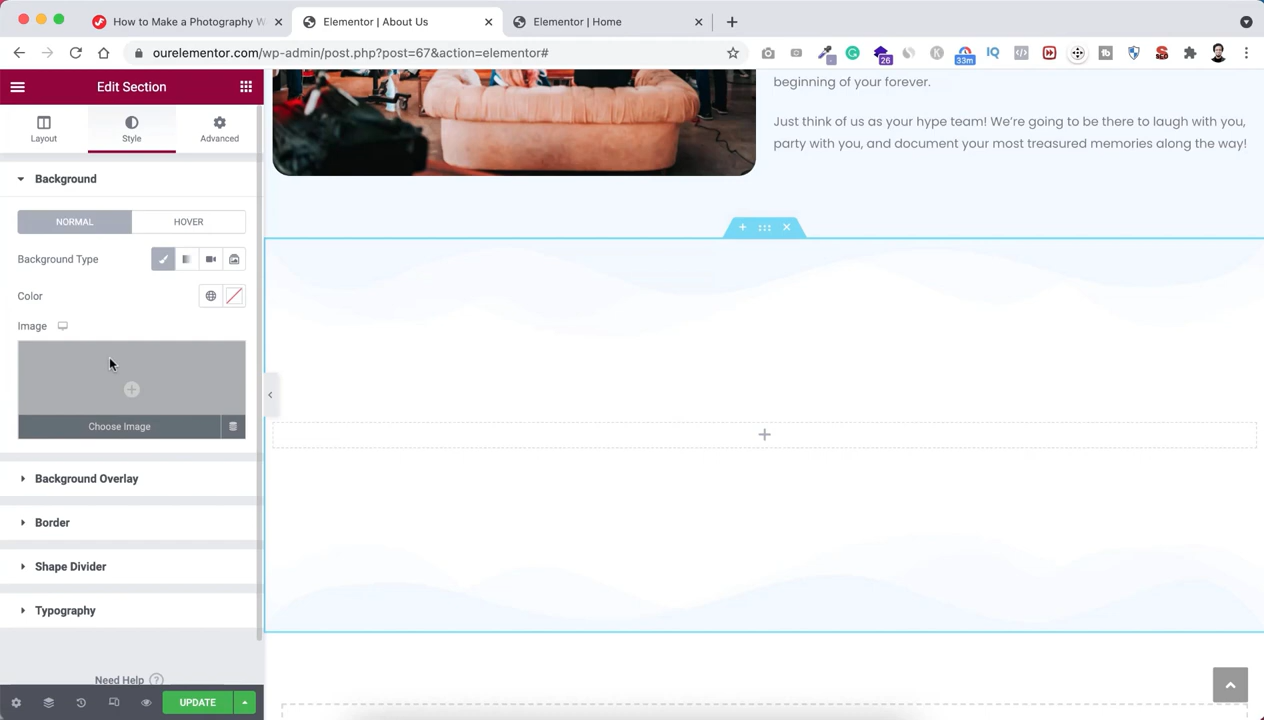 How to Make a Photography W
Elementor | About Us
Elementor | Home
ourelementor.com/wp-admin/post.php?post=67&action=elementor#
26
33m
IQ
Edit Section
Layout
Style
Advanced
Background
NORMAL
HOVER
Background Type
Color
Image
Choose Image
Background Overlay
Border
Shape Divider
Typography
Need Help
UPDATE
beginning of your forever.
Just think of us as your hype team! We're going to be there to laugh with you,
party with you, and document your most treasured memories along the way!